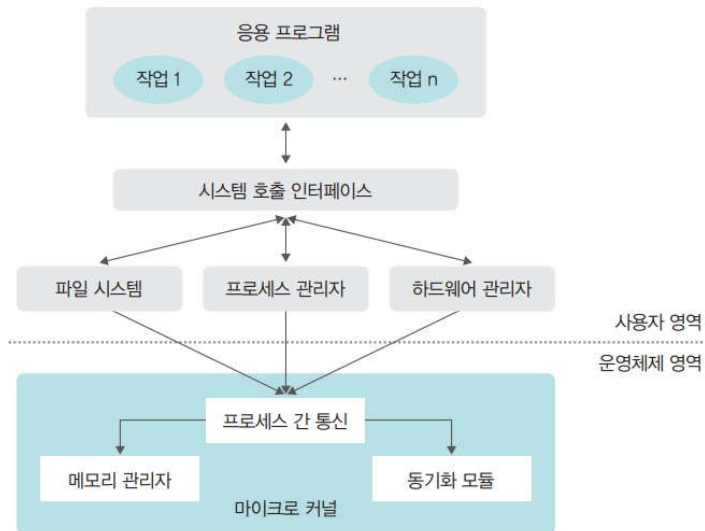 응용 프로그램
작업 1
작업 2
···
작업 n
시스템 호출 인터페이스
파일 시스템
프로세스 관리자
하드웨어 관리자
사용자 영역
운영체제 영역
프로세스 간 통신
메모리 관리자
동기화 모듈
마이크로 커널